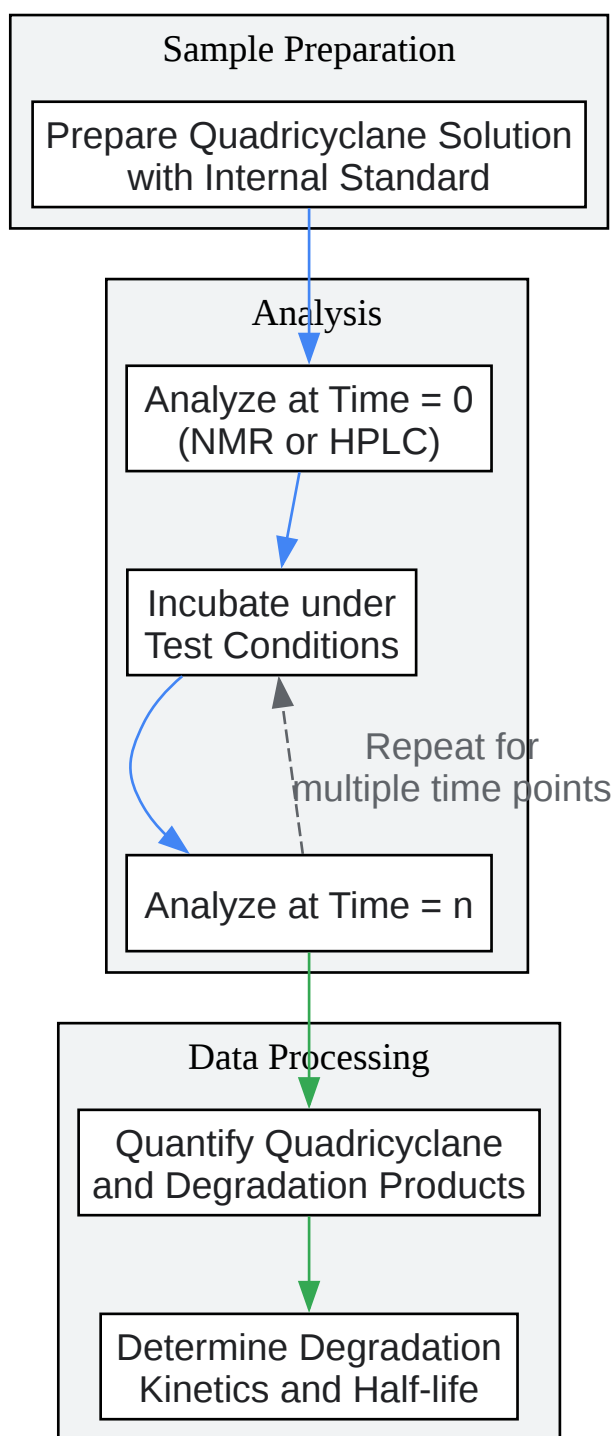 Sample Preparation
Prepare Quadricyclane Solution
with Internal Standard
Analysis
Analyze at Time = 0
(NMR or HPLC)
Incubate under
Test Conditions
Repeat for
multiple time points
Analyze at Time = n
Data Processing
Quantify Quadricyclane
and Degradation Products
Determine Degradation
Kinetics and Half-life